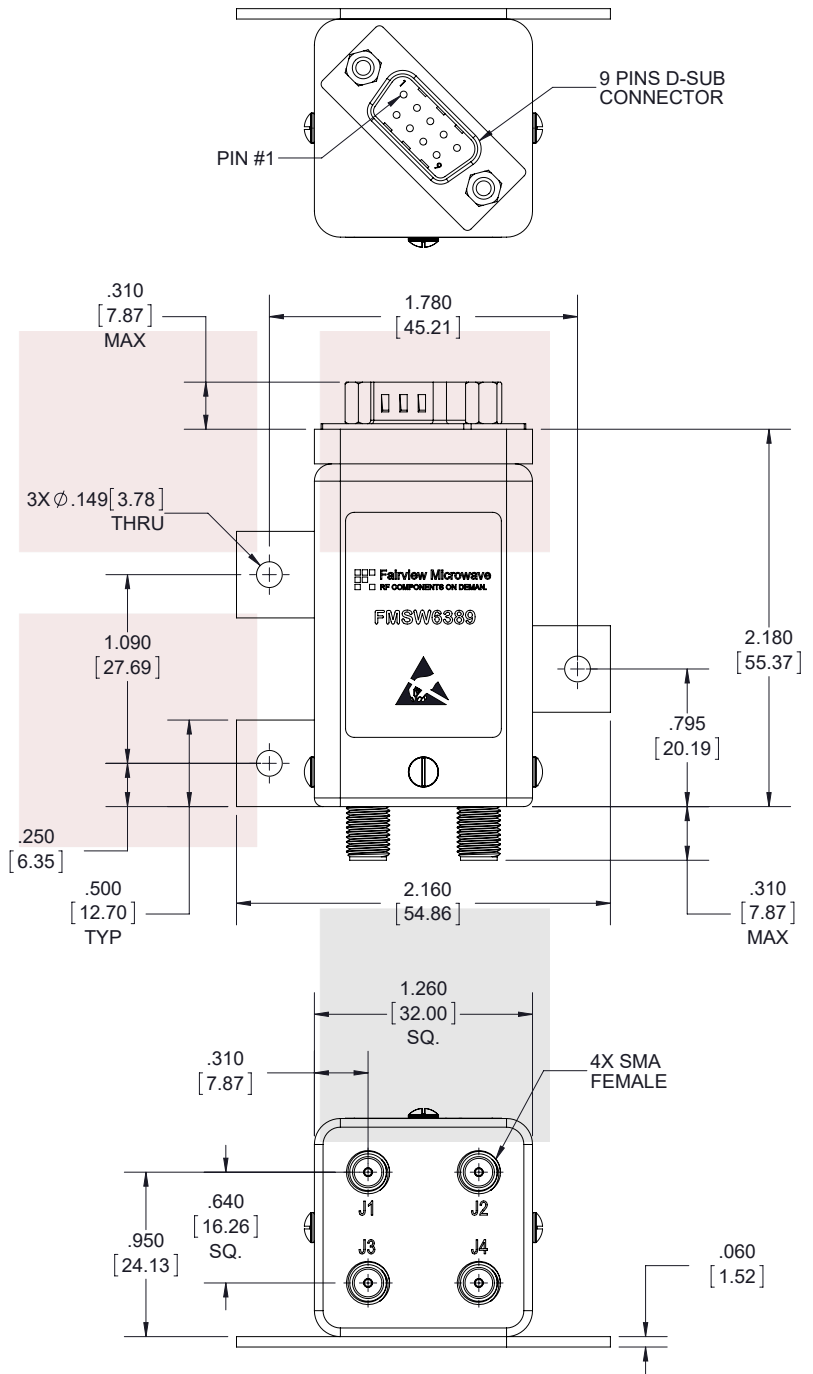 9 PINS D-SUB
CONNECTOR
1
9
PIN #1
.310
[7.87]
MAX
1.780
[45.21]
3X Ø .149[3.78]
THRU
Fairview Microwave
RF COMPONENTS ON DEMAN.
FMSW6389
1.090
[27.69]
2.180
[55.37]
.795
[20.19]
.250
[6.35]
.500
[12.70]
TYP
2.160
[54.86]
.310
[7.87]
MAX
1.260
[32.00]
SQ.
.310
[7.87]
4X SMA
FEMALE
J1
J2
.640
[16.26]
SQ.
.950
[24.13]
J3
J4
.060
[1.52]